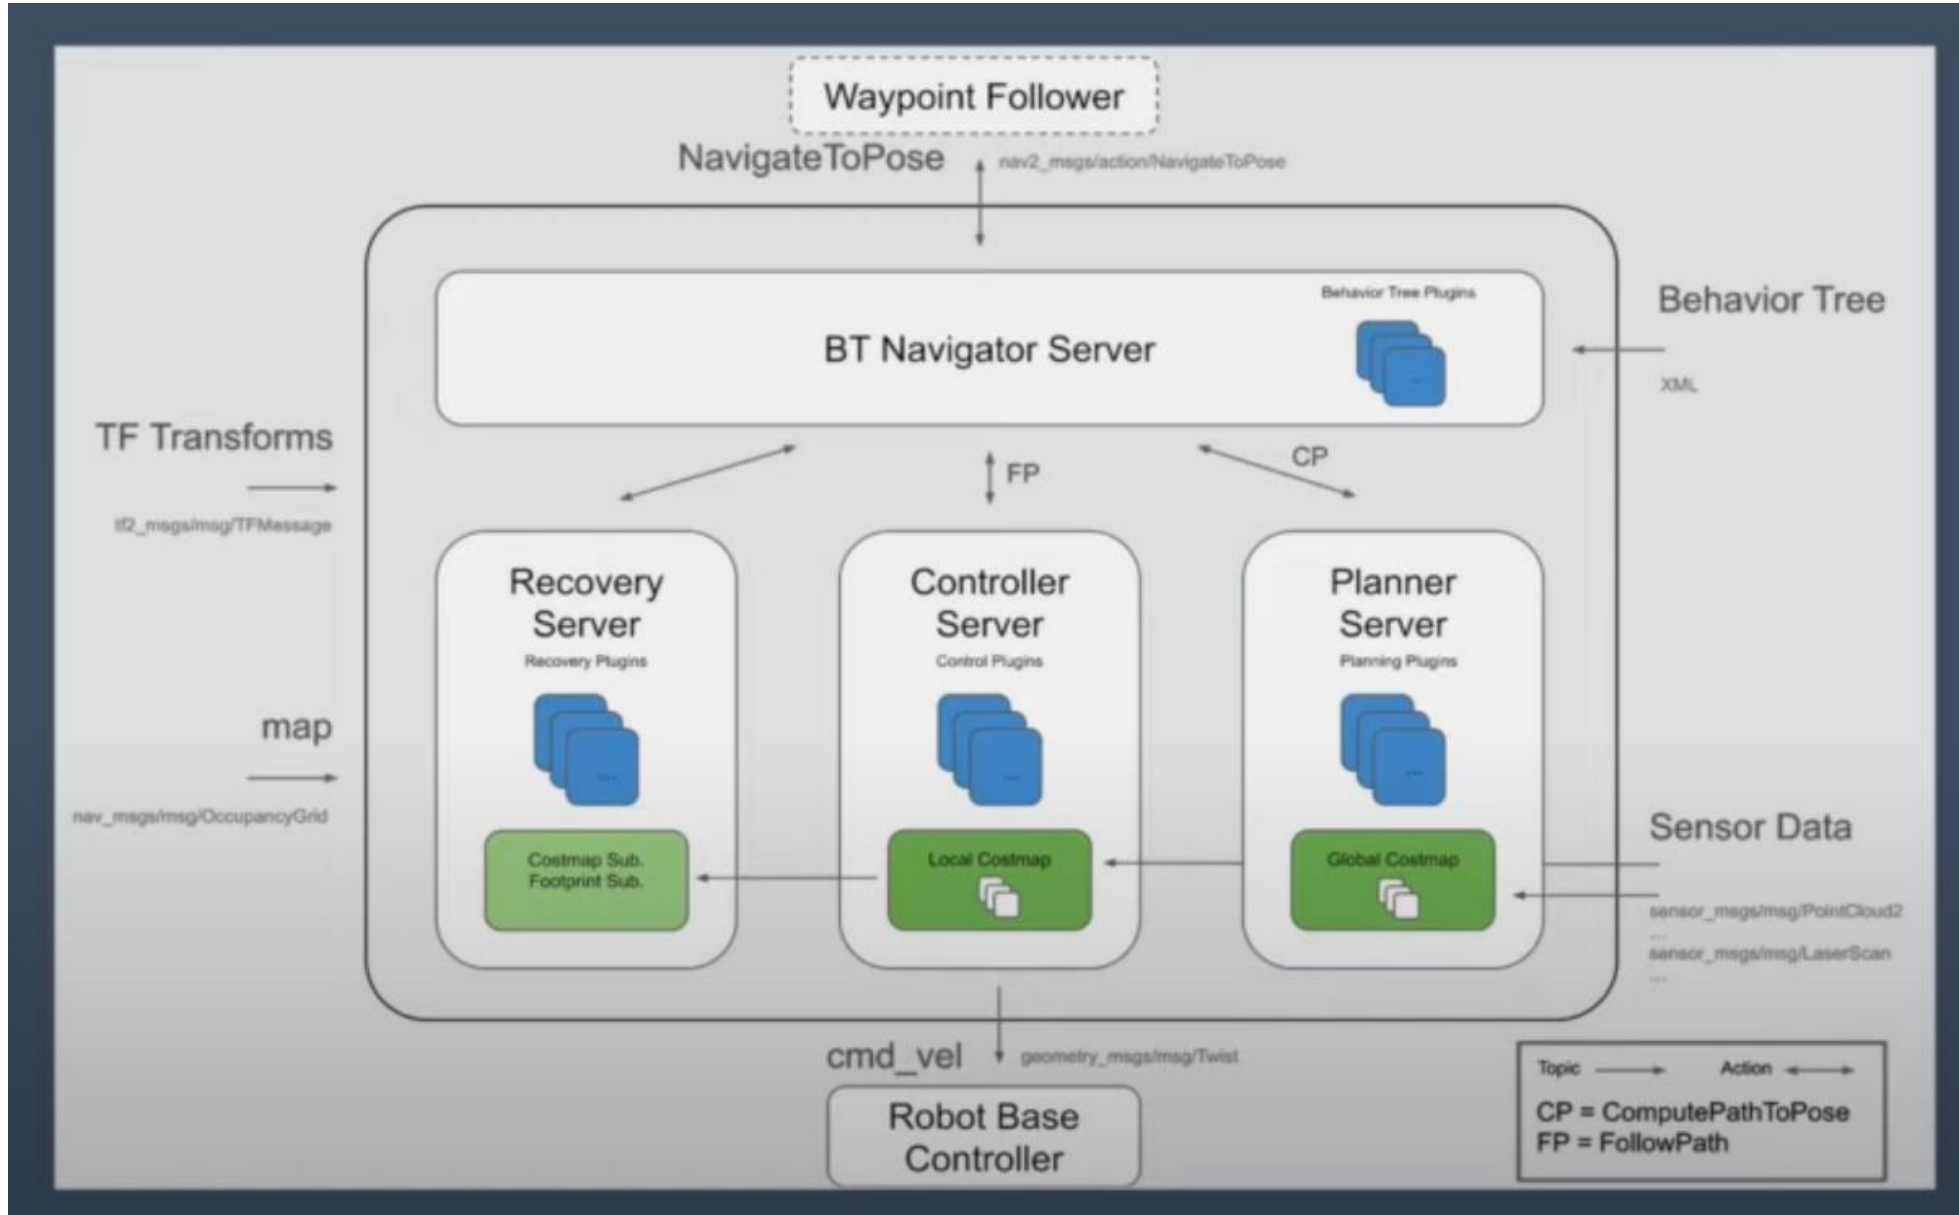 Waypoint Follower
NavigateToPose
nav2_msgs/action/NavigateToPose
Behavior Tree Plugins
BT Navigator Server
...
Behavior Tree
XML
TF Transforms
tf2_msgs/msg/TFMessage
FP
CP
Recovery
Server
Recovery Plugins
...
Controller
Server
Control Plugins
...
Planner
Server
Planning Plugins
...
map
nav_msgs/msg/OccupancyGrid
Costmap Sub.
Footprint Sub.
Local Costmap
Global Costmap
Sensor Data
sensor_msgs/msg/PointCloud2
...
sensor_msgs/msg/LaserScan
...
cmd_vel
geometry_msgs/msg/Twist
Robot Base
Controller
Topic
Action
CP = ComputePathToPose
FP = FollowPath